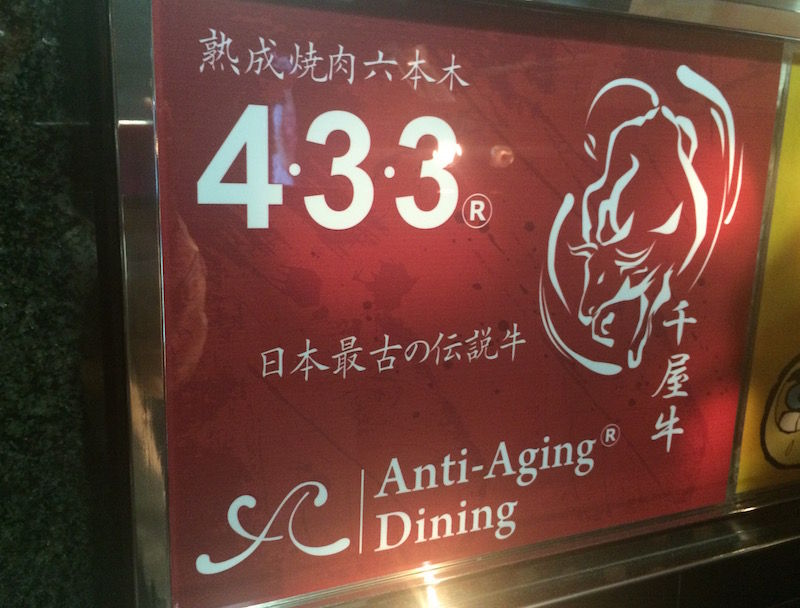 熟成焼肉六本木
4·3·3®
日本最古の伝説牛
千屋牛
Anti-Aging®
Dining